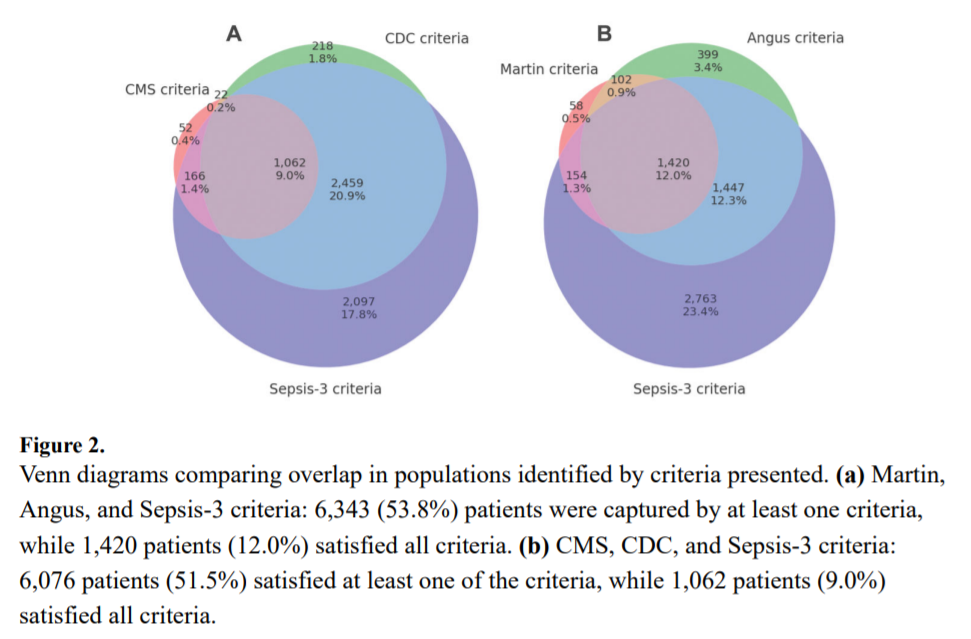 A
218
1.8%
CDC criteria
CMS criteria
22
0.2%
52
0.4%
166
1.4%
1,062
9.0%
2,459
20.9%
2,097
17.8%
Sepsis-3 criteria
B
Angus criteria
399
3.4%
Martin criteria
102
0.9%
58
0.5%
154
1.3%
1,420
12.0%
1,447
12.3%
2,763
23.4%
Sepsis-3 criteria
Figure 2.
Venn diagrams comparing overlap in populations identified by criteria presented. (a) Martin,
Angus, and Sepsis-3 criteria: 6,343 (53.8%) patients were captured by at least one criteria,
while 1,420 patients (12.0%) satisfied all criteria. (b) CMS, CDC, and Sepsis-3 criteria:
6,076 patients (51.5%) satisfied at least one of the criteria, while 1,062 patients (9.0%)
satisfied all criteria.